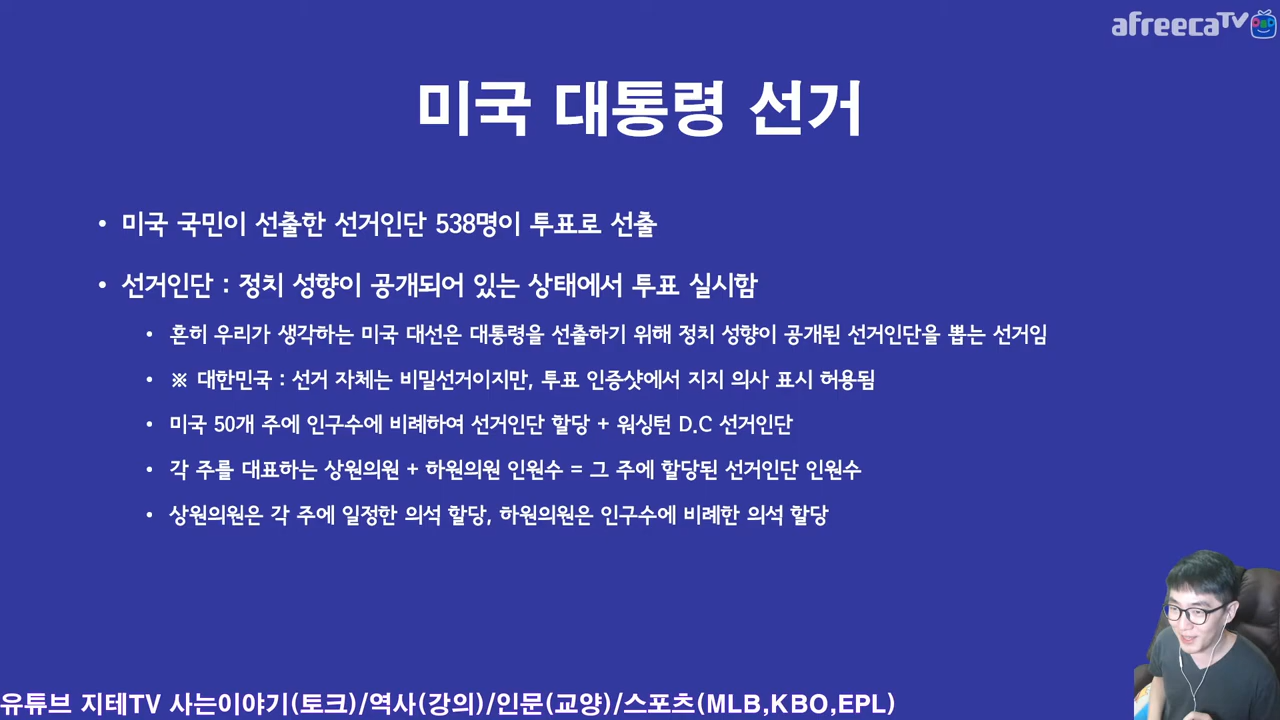 afreecaTV
미국 대통령 선거
• 미국 국민이 선출한 선거인단 538명이 투표로 선출
• 선거인단 : 정치 성향이 공개되어 있는 상태에서 투표 실시함
• 흔히 우리가 생각하는 미국 대선은 대통령을 선출하기 위해 정치 성향이 공개된 선거인단을 뽑는 선거임
• ※ 대한민국 : 선거 자체는 비밀선거이지만, 투표 인증샷에서 지지 의사 표시 허용됨
• 미국 50개 주에 인구수에 비례하여 선거인단 할당 + 워싱턴 D.C 선거인단
• 각 주를 대표하는 상원의원 + 하원의원 인원수 = 그 주에 할당된 선거인단 인원수
• 상원의원은 각 주에 일정한 의석 할당, 하원의원은 인구수에 비례한 의석 할당
유튜브 지테TV 사는이야기(토크)/역사(강의)/인문(교양)/스포츠(MLB,KBO,EPL)